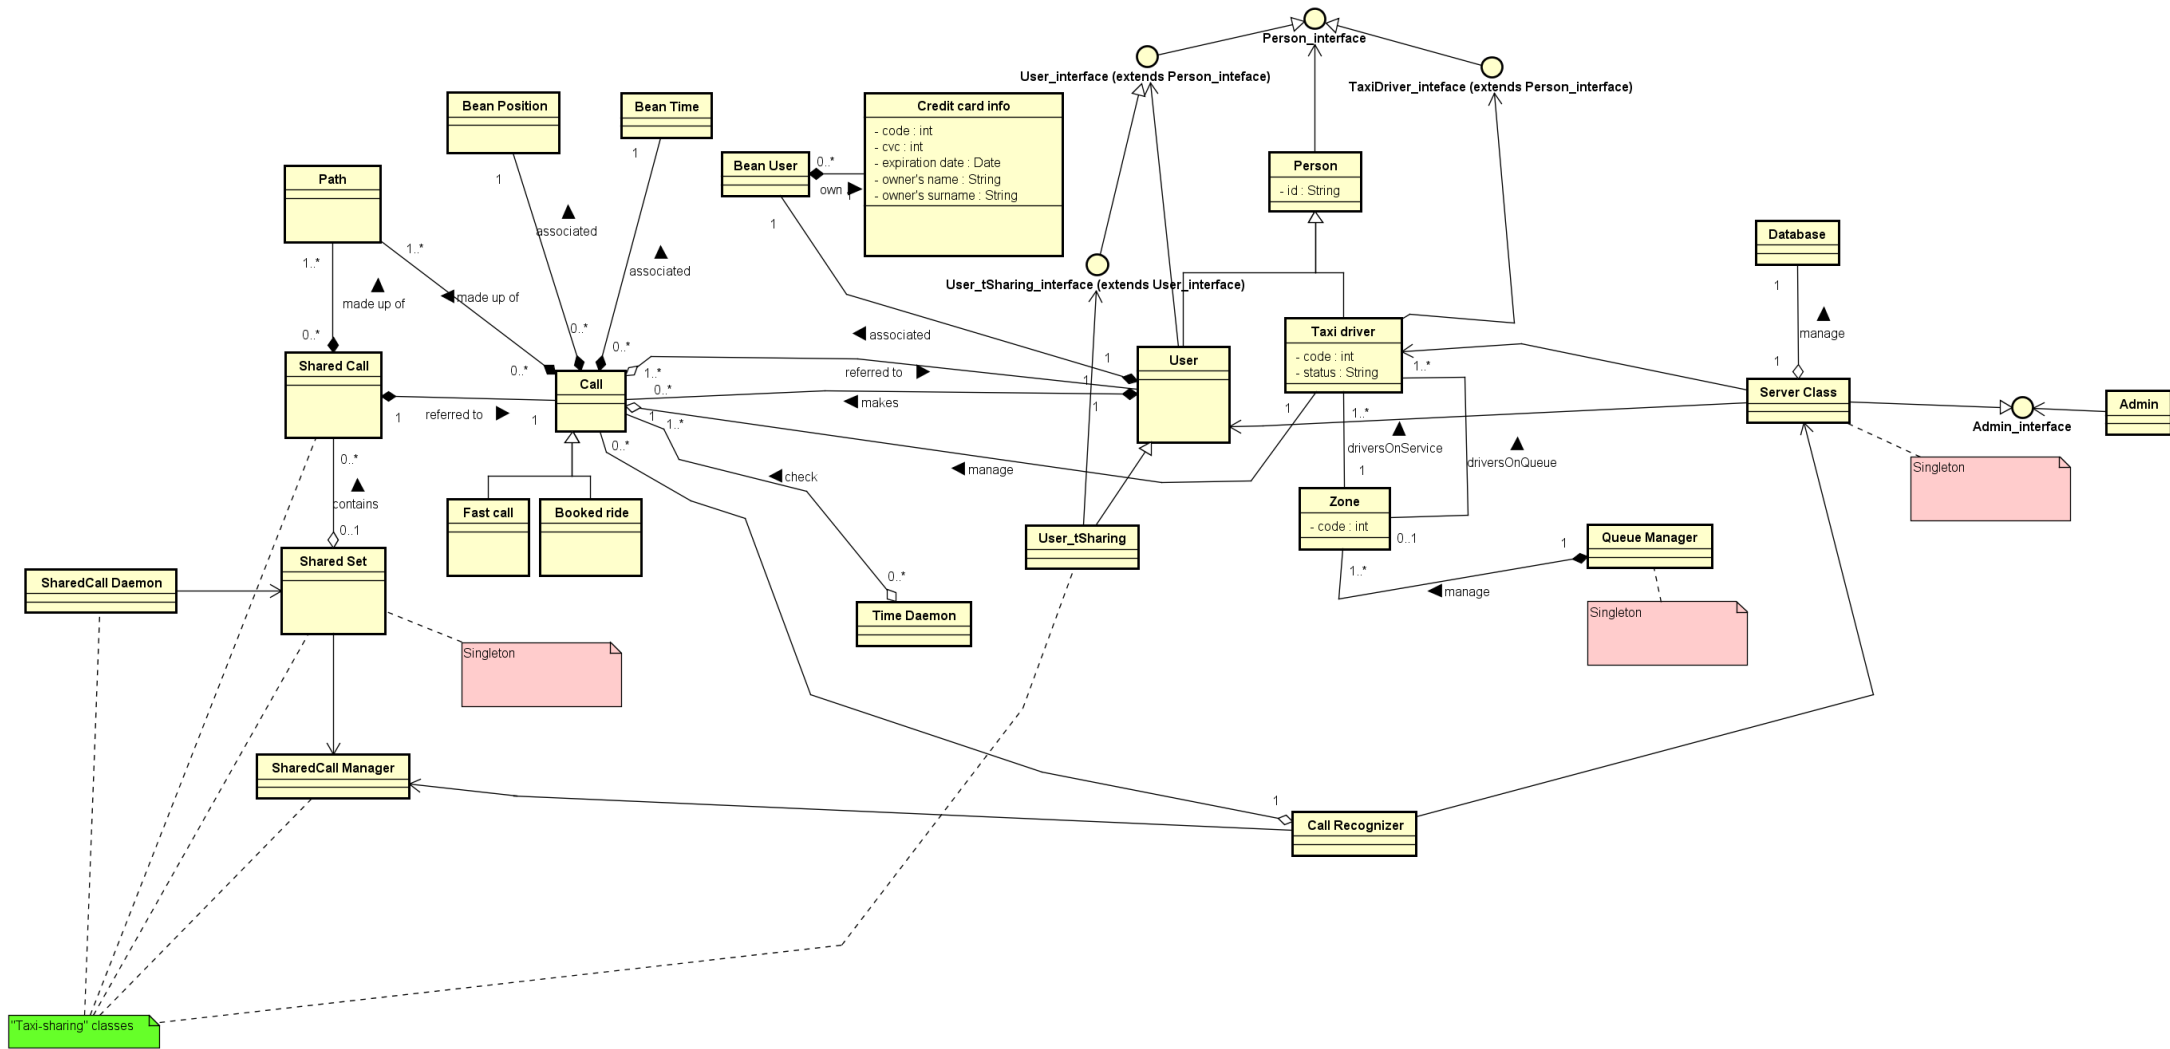 Person_interface
User_interface (extends Person_inteface)
TaxiDriver_inteface (extends Person_interface)
Bean Position
Bean Time
Credit card info
- code : int
- cvc : int
- expiration date : Date
- owner's name : String
- owner's surname : String
Bean User
0..*
own
1
Person
- id : String
Path
1
1
associated
associated
1
1..*
1..*
made up of
made up of
User_tSharing_interface (extends User_interface)
Database
1
manage
1
0..*
0..*
0..*
0..*
associated
1
Shared Call
Call
1..*
referred to
1
User
Taxi driver
- code : int
- status : String
1..*
Server Class
Admin_interface
Admin
Singleton
1
referred to
1
0..*
makes
1
1
1..*
0..*
manage
check
1
1..*
driversOnService
driversOnQueue
1
0..*
contains
0..1
Fast call
Booked ride
Zone
- code : int
0..1
1..*
User_tSharing
1
Queue Manager
manage
Singleton
SharedCall Daemon
Shared Set
Singleton
0..*
Time Daemon
SharedCall Manager
1
Call Recognizer
"Taxi-sharing" classes